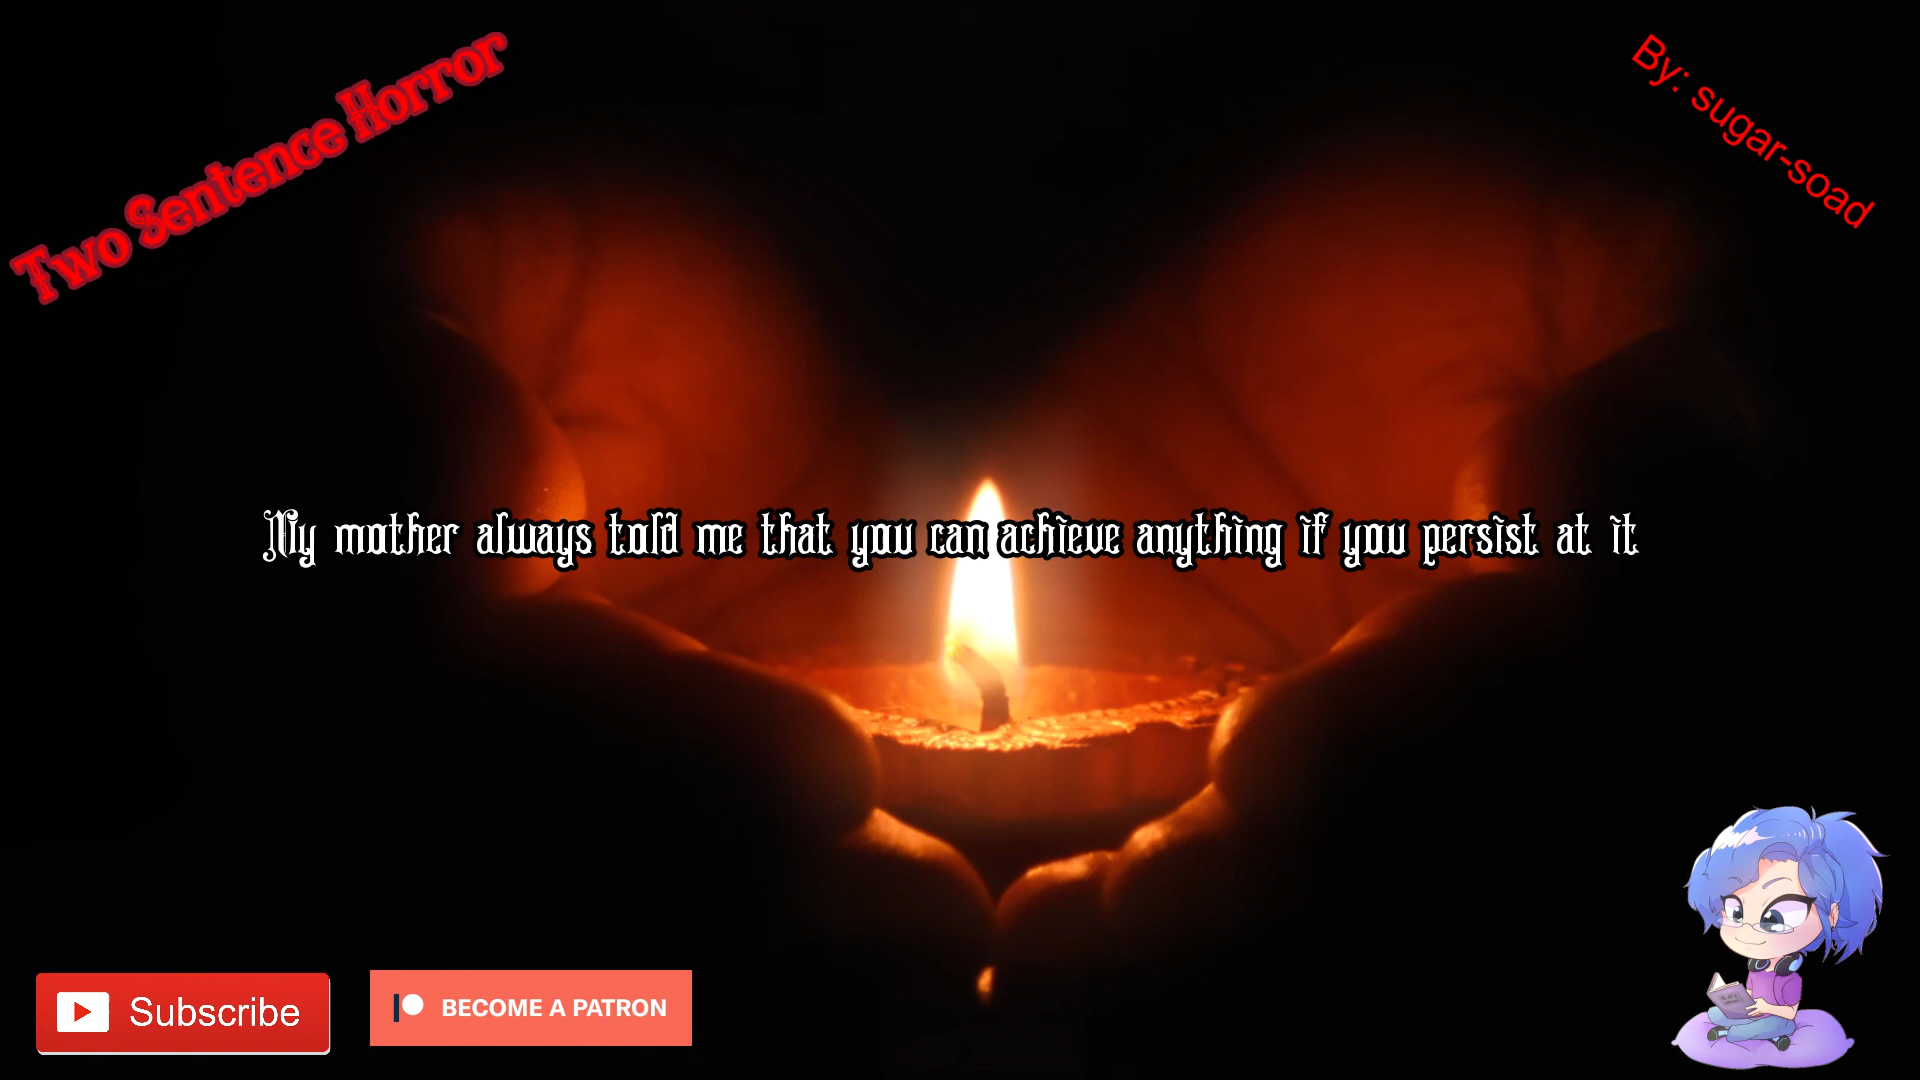 Two Sentence Horror
By: sugar-soad
My mother always told me that you can achieve anything if you persist at it
Subscribe
BECOME A PATRON